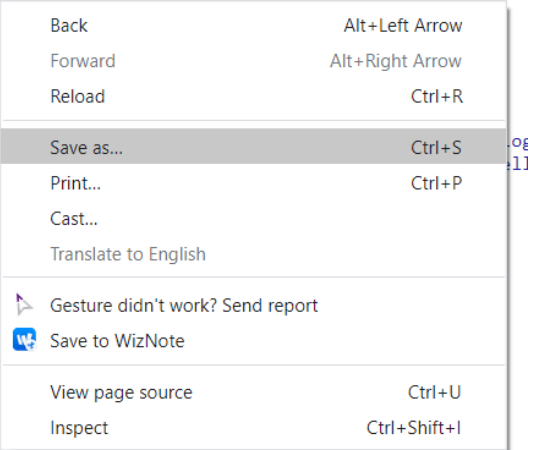 Back Alt+Left Arrow
Forward Alt+Right Arrow
Reload Ctrl+R
Save as... Ctrl+S
Print... Ctrl+P
Cast...
Translate to English
Gesture didn't work? Send report
Save to WizNote
View page source Ctrl+U
Inspect Ctrl+Shift+I